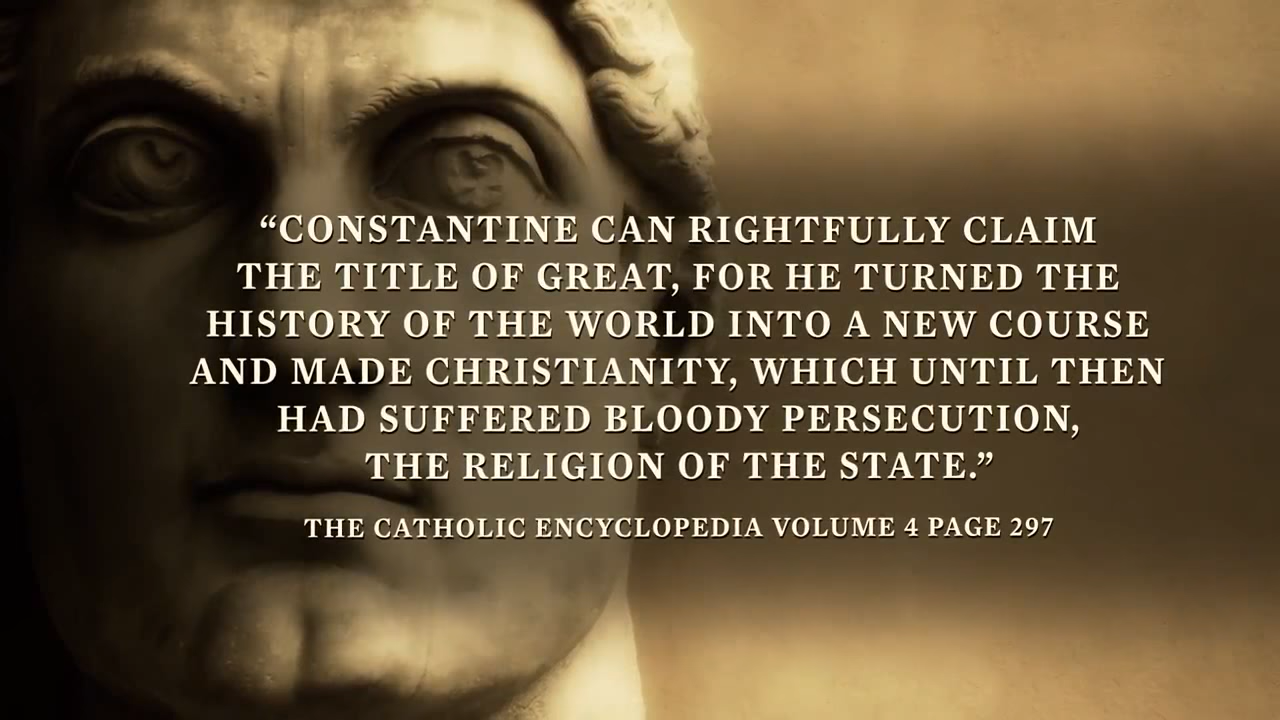 “CONSTANTINE CAN RIGHTFULLY CLAIM
THE TITLE OF GREAT, FOR HE TURNED THE
HISTORY OF THE WORLD INTO A NEW COURSE
AND MADE CHRISTIANITY, WHICH UNTIL THEN
HAD SUFFERED BLOODY PERSECUTION,
THE RELIGION OF THE STATE.”
THE CATHOLIC ENCYCLOPEDIA VOLUME 4 PAGE 297